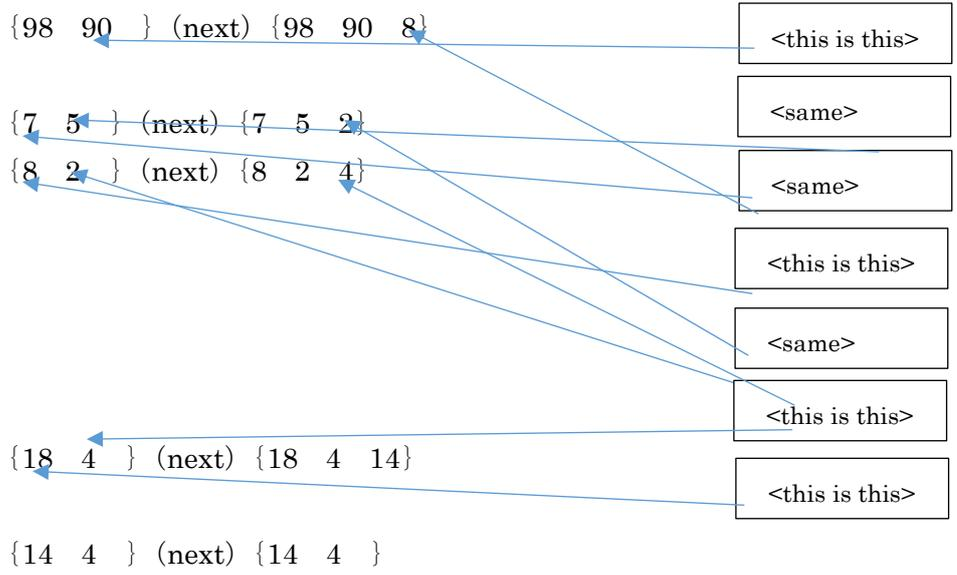 {98 90 } (next) {98 90 8}
<this is this>
<same>
{7 5 } (next) {7 5 2}
{8 2 } (next) {8 2 4}
<same>
<this is this>
<same>
<this is this>
{18 4 } (next) {18 4 14}
<this is this>
{14 4 } (next) {14 4 }